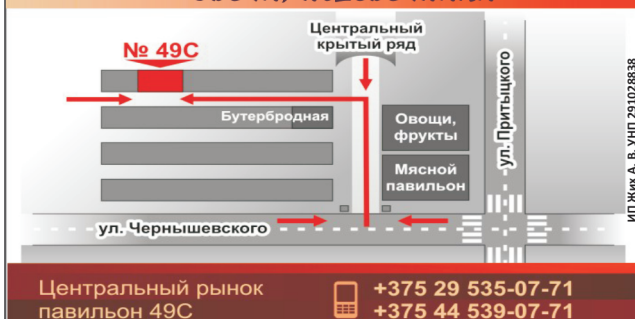 Центральный
крытый ряд
№ 49С
Бутербродная
Овощи,
фрукты
Мясной
павильон
ул. Притыцкого
ул. Чернышевского
ИП Жих А. В. УНП 291028838
Центральный рынок
павильон 49С
+375 29 535-07-71
+375 44 539-07-71